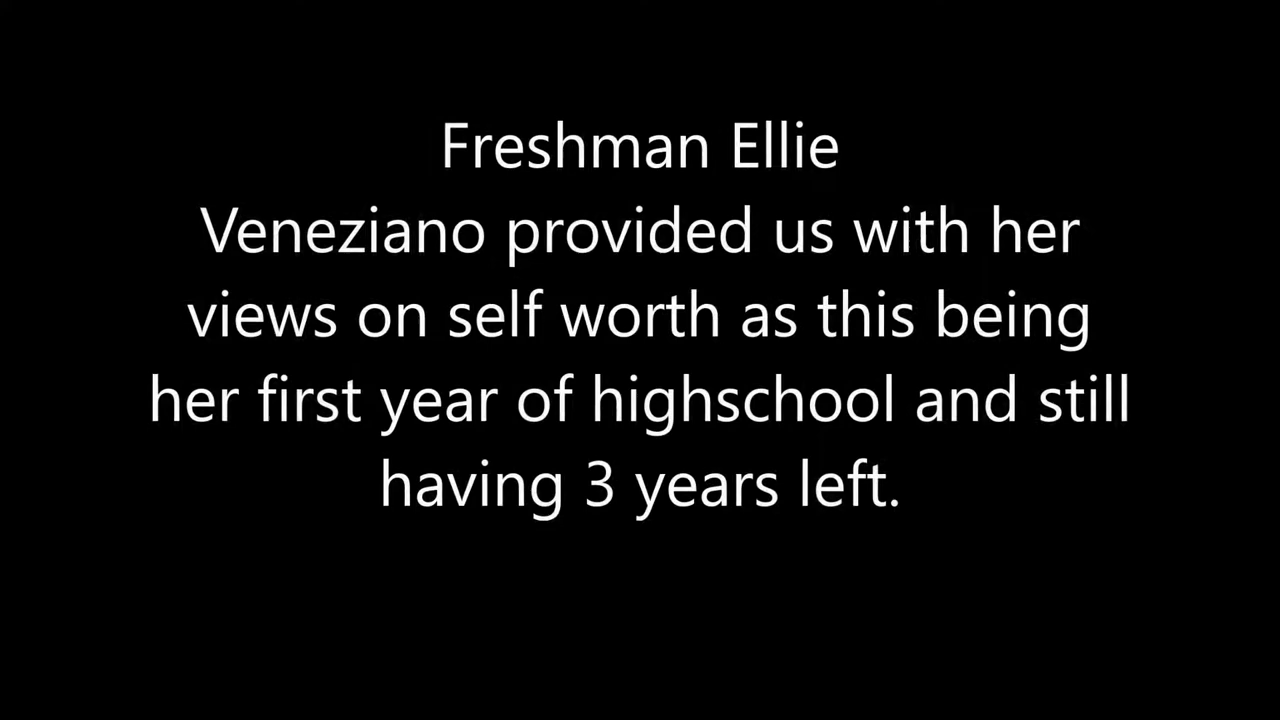 Freshman Ellie
Veneziano provided us with her
views on self worth as this being
her first year of highschool and still
having 3 years left.